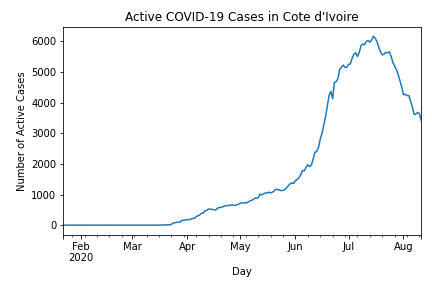 Active COVID-19 Cases in Cote d'Ivoire
Number of Active Cases
6000
5000
4000
3000
2000
1000
0
Feb Mar Apr May Jun Jul Aug
2020
Day